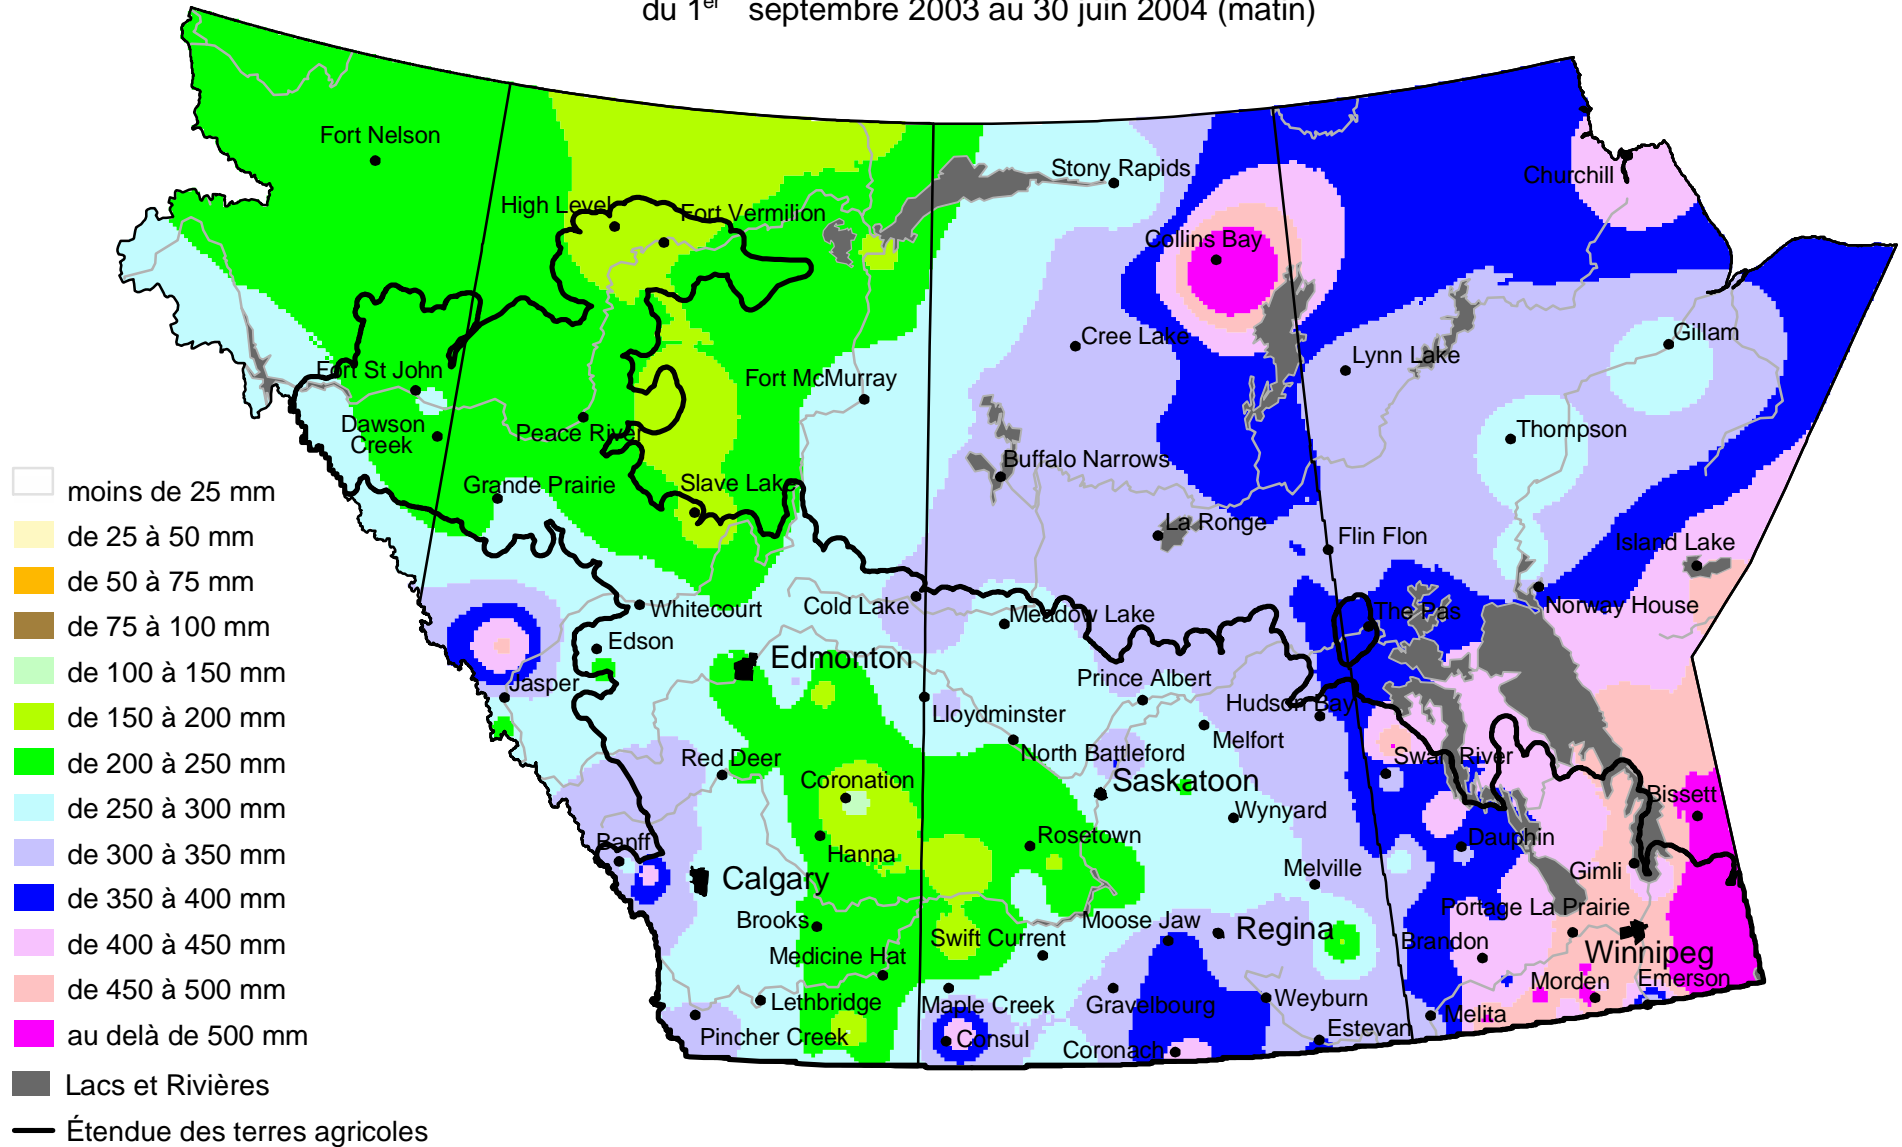 du 1er septembre 2003 au 30 juin 2004 (matin)
Fort Nelson
Stony Rapids
Churchill
High Level
Fort Vermilion
Collins Bay
Cree Lake
Gillam
Lynn Lake
Fort St John
Fort McMurray
Dawson
Creek
Peace River
Thompson
Buffalo Narrows
Grande Prairie
Slave Lake
La Ronge
Flin Flon
Island Lake
Whitecourt
Cold Lake
Meadow Lake
The Pas
Norway House
Edson
Edmonton
Jasper
Prince Albert
Hudson Bay
Lloydminster
North Battleford
Melfort
Swan River
Red Deer
Coronation
Saskatoon
Bissett
Wynyard
Banff
Hanna
Rosetown
Dauphin
Calgary
Melville
Gimli
Brooks
Moose Jaw
Regina
Portage La Prairie
Swift Current
Brandon
Winnipeg
Medicine Hat
Morden
Emerson
Lethbridge
Maple Creek
Gravelbourg
Weyburn
Melita
Pincher Creek
Consul
Coronach
Estevan
moins de 25 mm
de 25 à 50 mm
de 50 à 75 mm
de 75 à 100 mm
de 100 à 150 mm
de 150 à 200 mm
de 200 à 250 mm
de 250 à 300 mm
de 300 à 350 mm
de 350 à 400 mm
de 400 à 450 mm
de 450 à 500 mm
au delà de 500 mm
Lacs et Rivières
Étendue des terres agricoles